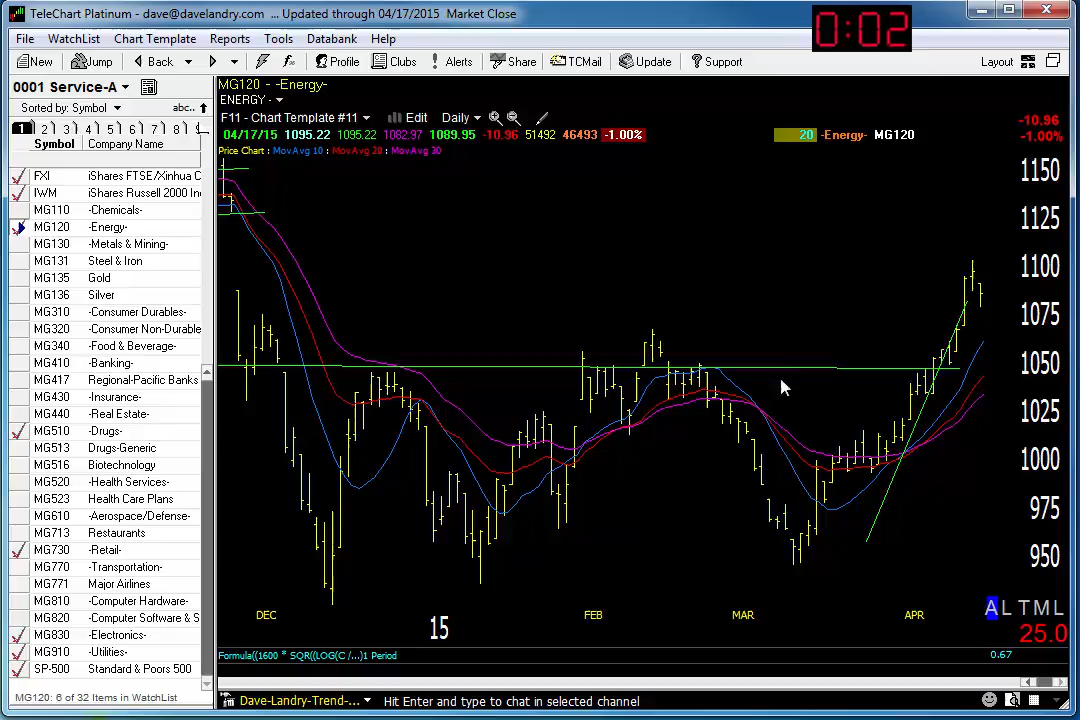 TeleChart Platinum - dave@davelandry.com ... Updated through 04/17/2015 Market Close
0:02
File WatchList Chart Template Reports Tools Databank Help
New Jump Back Profile Clubs Alerts Share TCMail Update Support Layout
0001 Service-A
Sorted by: Symbol abc..
1 2 3 4 5 6 7 8
Symbol Company Name
FXI iShares FTSE/Xinhua C
IWM iShares Russell 2000 In
MG110 -Chemicals-
MG120 -Energy-
MG130 -Metals & Mining-
MG131 Steel & Iron
MG135 Gold
MG136 Silver
MG310 -Consumer Durables-
MG320 -Consumer Non-Durable
MG340 -Food & Beverage-
MG410 -Banking-
MG417 Regional-Pacific Banks
MG430 -Insurance-
MG440 -Real Estate-
MG510 -Drugs-
MG513 Drugs-Generic
MG516 Biotechnology
MG520 -Health Services-
MG523 Health Care Plans
MG610 -Aerospace/Defense-
MG713 Restaurants
MG730 -Retail-
MG770 -Transportation-
MG771 Major Airlines
MG810 -Computer Hardware-
MG820 -Computer Software & S
MG830 -Electronics-
MG910 -Utilities-
SP-500 Standard & Poors 500
MG120: 6 of 32 Items in WatchList
MG120 - -Energy-
ENERGY -
F11 - Chart Template #11 Edit Daily
04/17/15 1095.22 1095.22 1082.97 1089.95 -10.96 51492 46493 -1.00% 20 -Energy- MG120
-10.96
-1.00%
Price Chart : MovAvg 10 : MovAvg 20 : MovAvg 30
1150
1125
1100
1075
1050
1025
1000
975
950
DEC 15 FEB MAR APR
A L T M L
25.0
Formula((1600 * SQR((LOG(C /...)1 Period 0.67
Dave-Landry-Trend-... Hit Enter and type to chat in selected channel